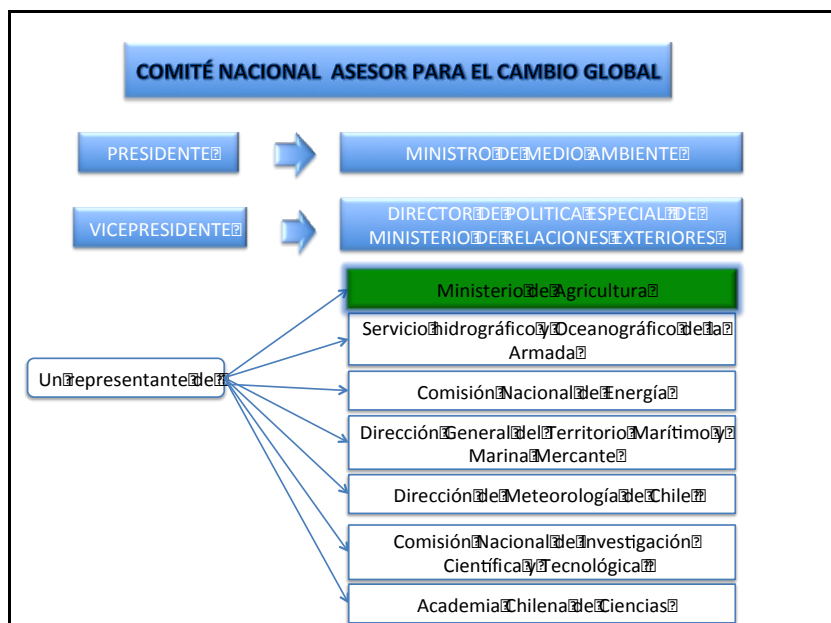 COMITÉ NACIONAL ASESOR PARA EL CAMBIO GLOBAL
PRESIDENTE
MINISTRO DE MEDIO AMBIENTE
VICEPRESIDENTE
DIRECTOR DE POLITICA ESPECIAL DE
MINISTERIO DE RELACIONES EXTERIORES
Ministerio de Agricultura
Servicio hidrográfico y Oceanográfico de la
Armada
Un representante de
Comisión Nacional de Energía
Dirección General del Territorio Marítimo y
Marina Mercante
Dirección de Meteorología de Chile
Comisión Nacional de Investigación
Científica y Tecnológica
Academia Chilena de Ciencias